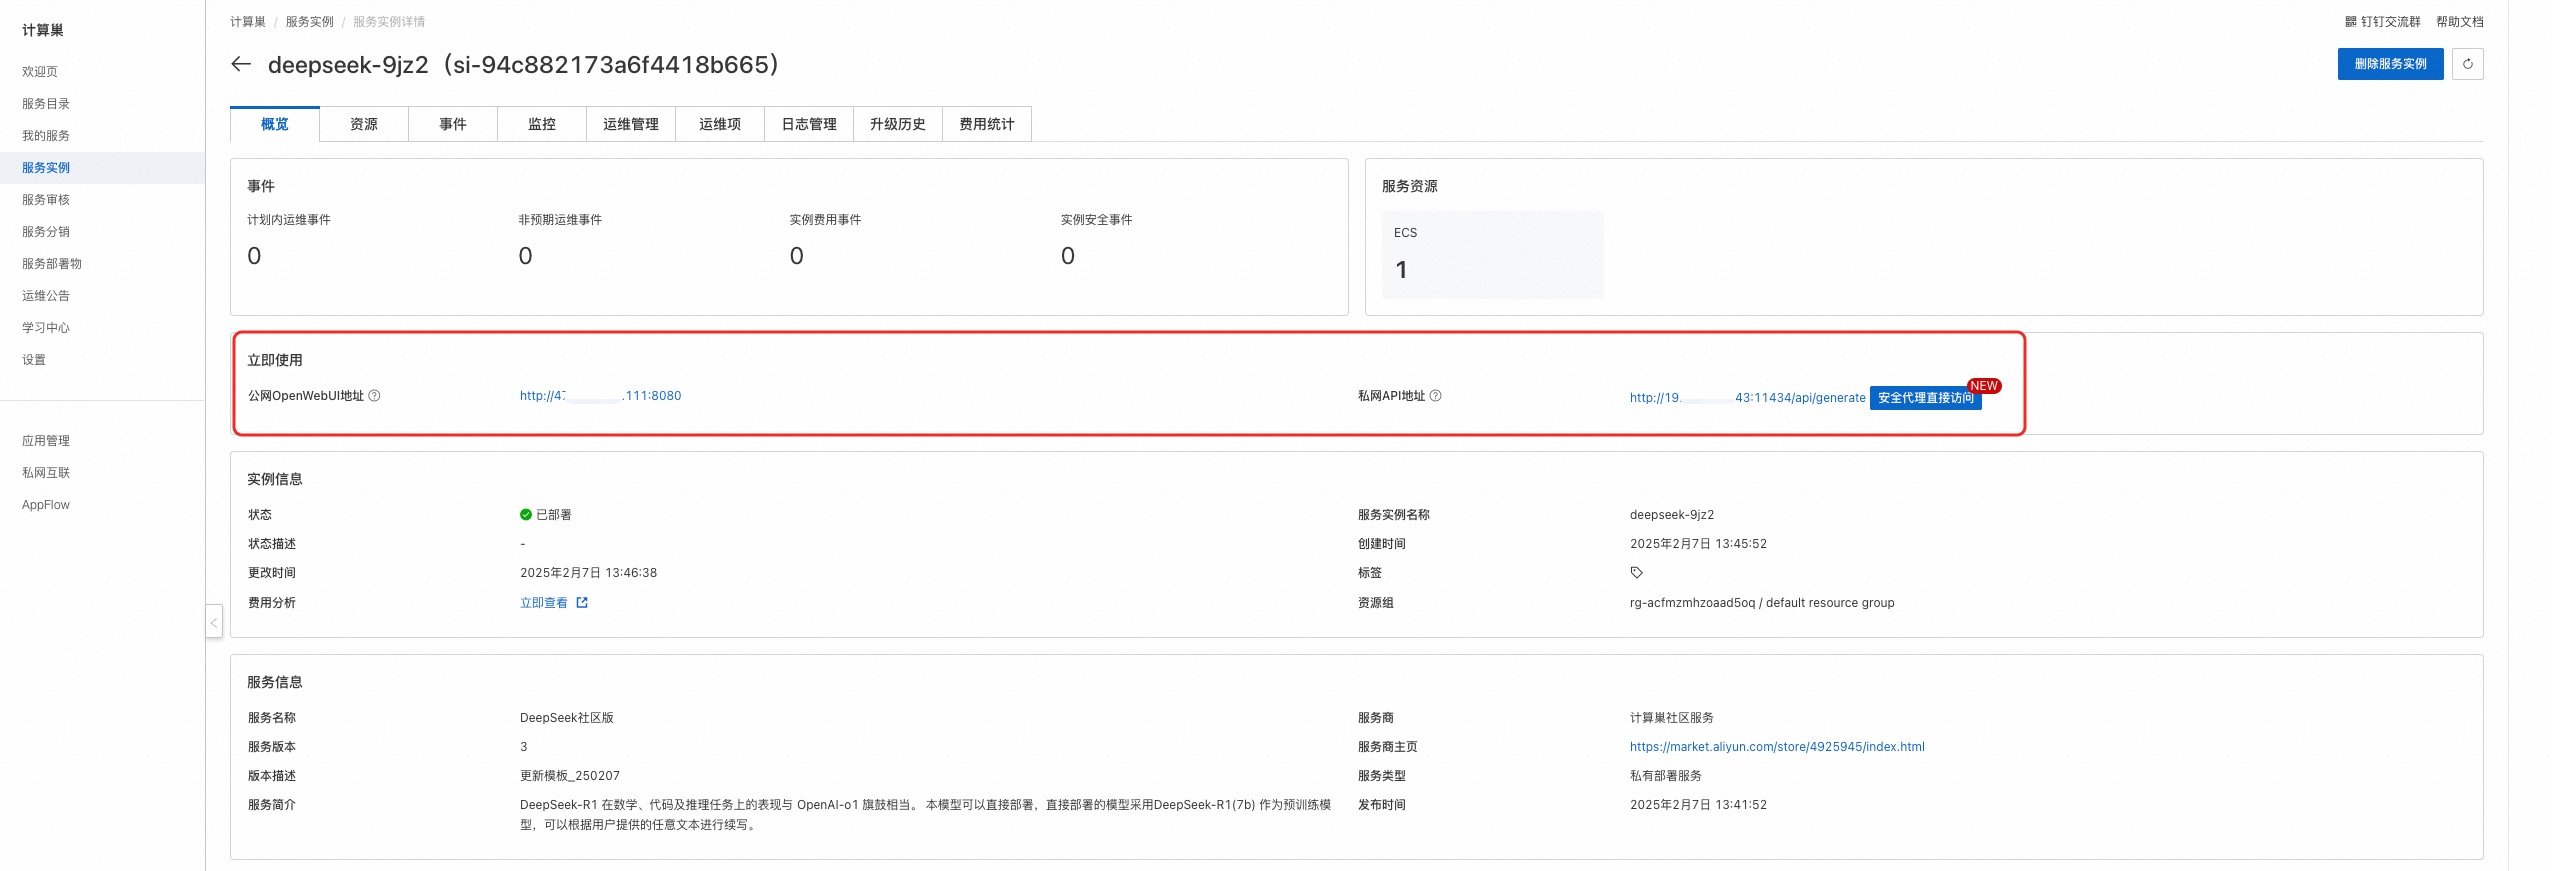 计算巢
欢迎页
服务目录
我的服务
服务实例
服务审核
服务分销
服务部署物
运维公告
学习中心
设置
应用管理
私网互联
AppFlow
计算巢 / 服务实例 / 服务实例详情
钉钉交流群 帮助文档
deepseek-9jz2（si-94c882173a6f4418b665）
删除服务实例
概览 资源 事件 监控 运维管理 运维项 日志管理 升级历史 费用统计
事件
计划内运维事件 非预期运维事件 实例费用事件 实例安全事件
0 0 0 0
服务资源
ECS
1
立即使用
公网OpenWebUI地址 http://47 .111:8080
私网API地址 http://19. 43:11434/api/generate 安全代理直接访问 NEW
实例信息
状态 已部署 服务实例名称 deepseek-9jz2
状态描述 - 创建时间 2025年2月7日 13:45:52
更改时间 2025年2月7日 13:46:38 标签
费用分析 立即查看 资源组 rg-acfmzmhzoaad5oq / default resource group
服务信息
服务名称 DeepSeek社区版 服务商 计算巢社区服务
服务版本 3 服务商主页 https://market.aliyun.com/store/4925945/index.html
版本描述 更新模板_250207 服务类型 私有部署服务
服务简介 DeepSeek-R1 在数学、代码及推理任务上的表现与 OpenAI-o1 旗鼓相当。 本模型可以直接部署，直接部署的模型采用DeepSeek-R1(7b) 作为预训练模
型，可以根据用户提供的任意文本进行续写。
发布时间 2025年2月7日 13:41:52